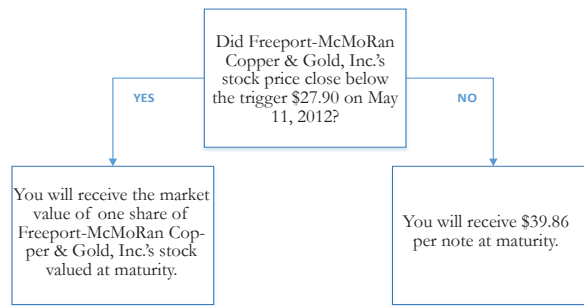 Did Freeport-McMoRan
Copper & Gold, Inc.'s
stock price close below
the trigger $27.90 on May
11, 2012?
YES
NO
You will receive the market
value of one share of
Freeport-McMoRan Cop-
per & Gold, Inc.'s stock
valued at maturity.
You will receive $39.86
per note at maturity.